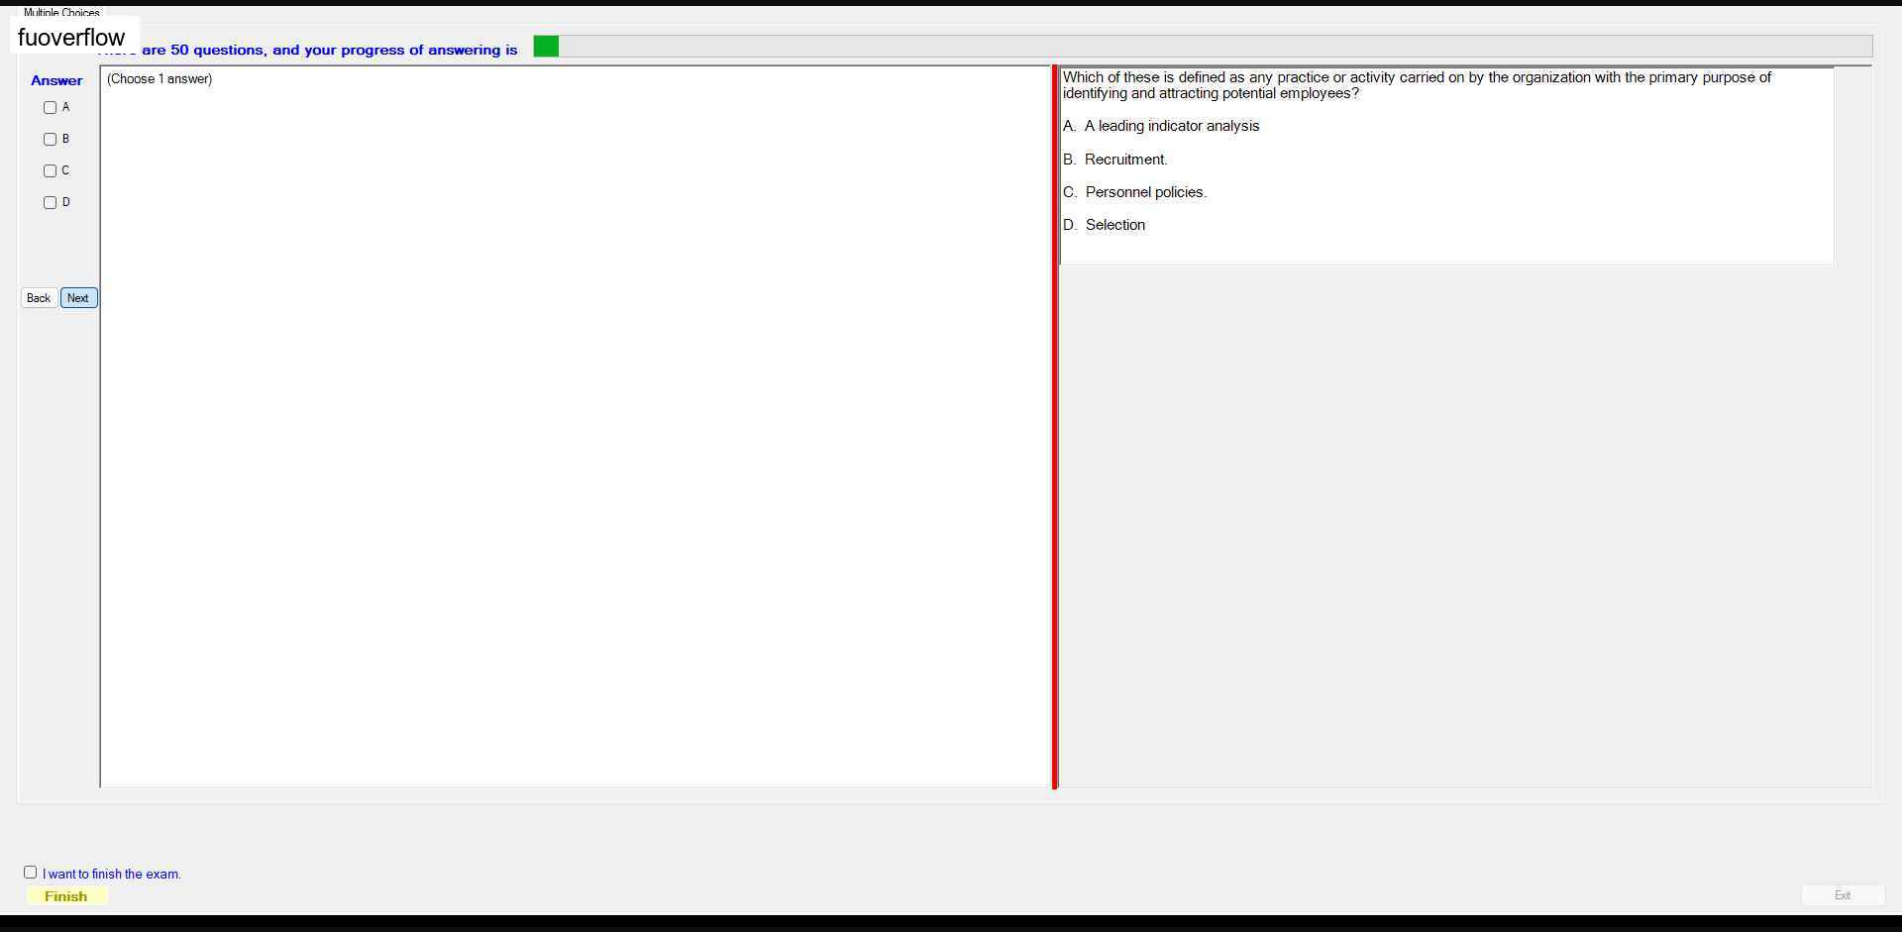 Multiple Choices
fuoverflow
are 50 questions, and your progress of answering is
Answer
A
B
C
D
Back Next
(Choose 1 answer)
Which of these is defined as any practice or activity carried on by the organization with the primary purpose of
identifying and attracting potential employees?
A. A leading indicator analysis
B. Recruitment.
C. Personnel policies.
D. Selection
I want to finish the exam.
Finish
Exit